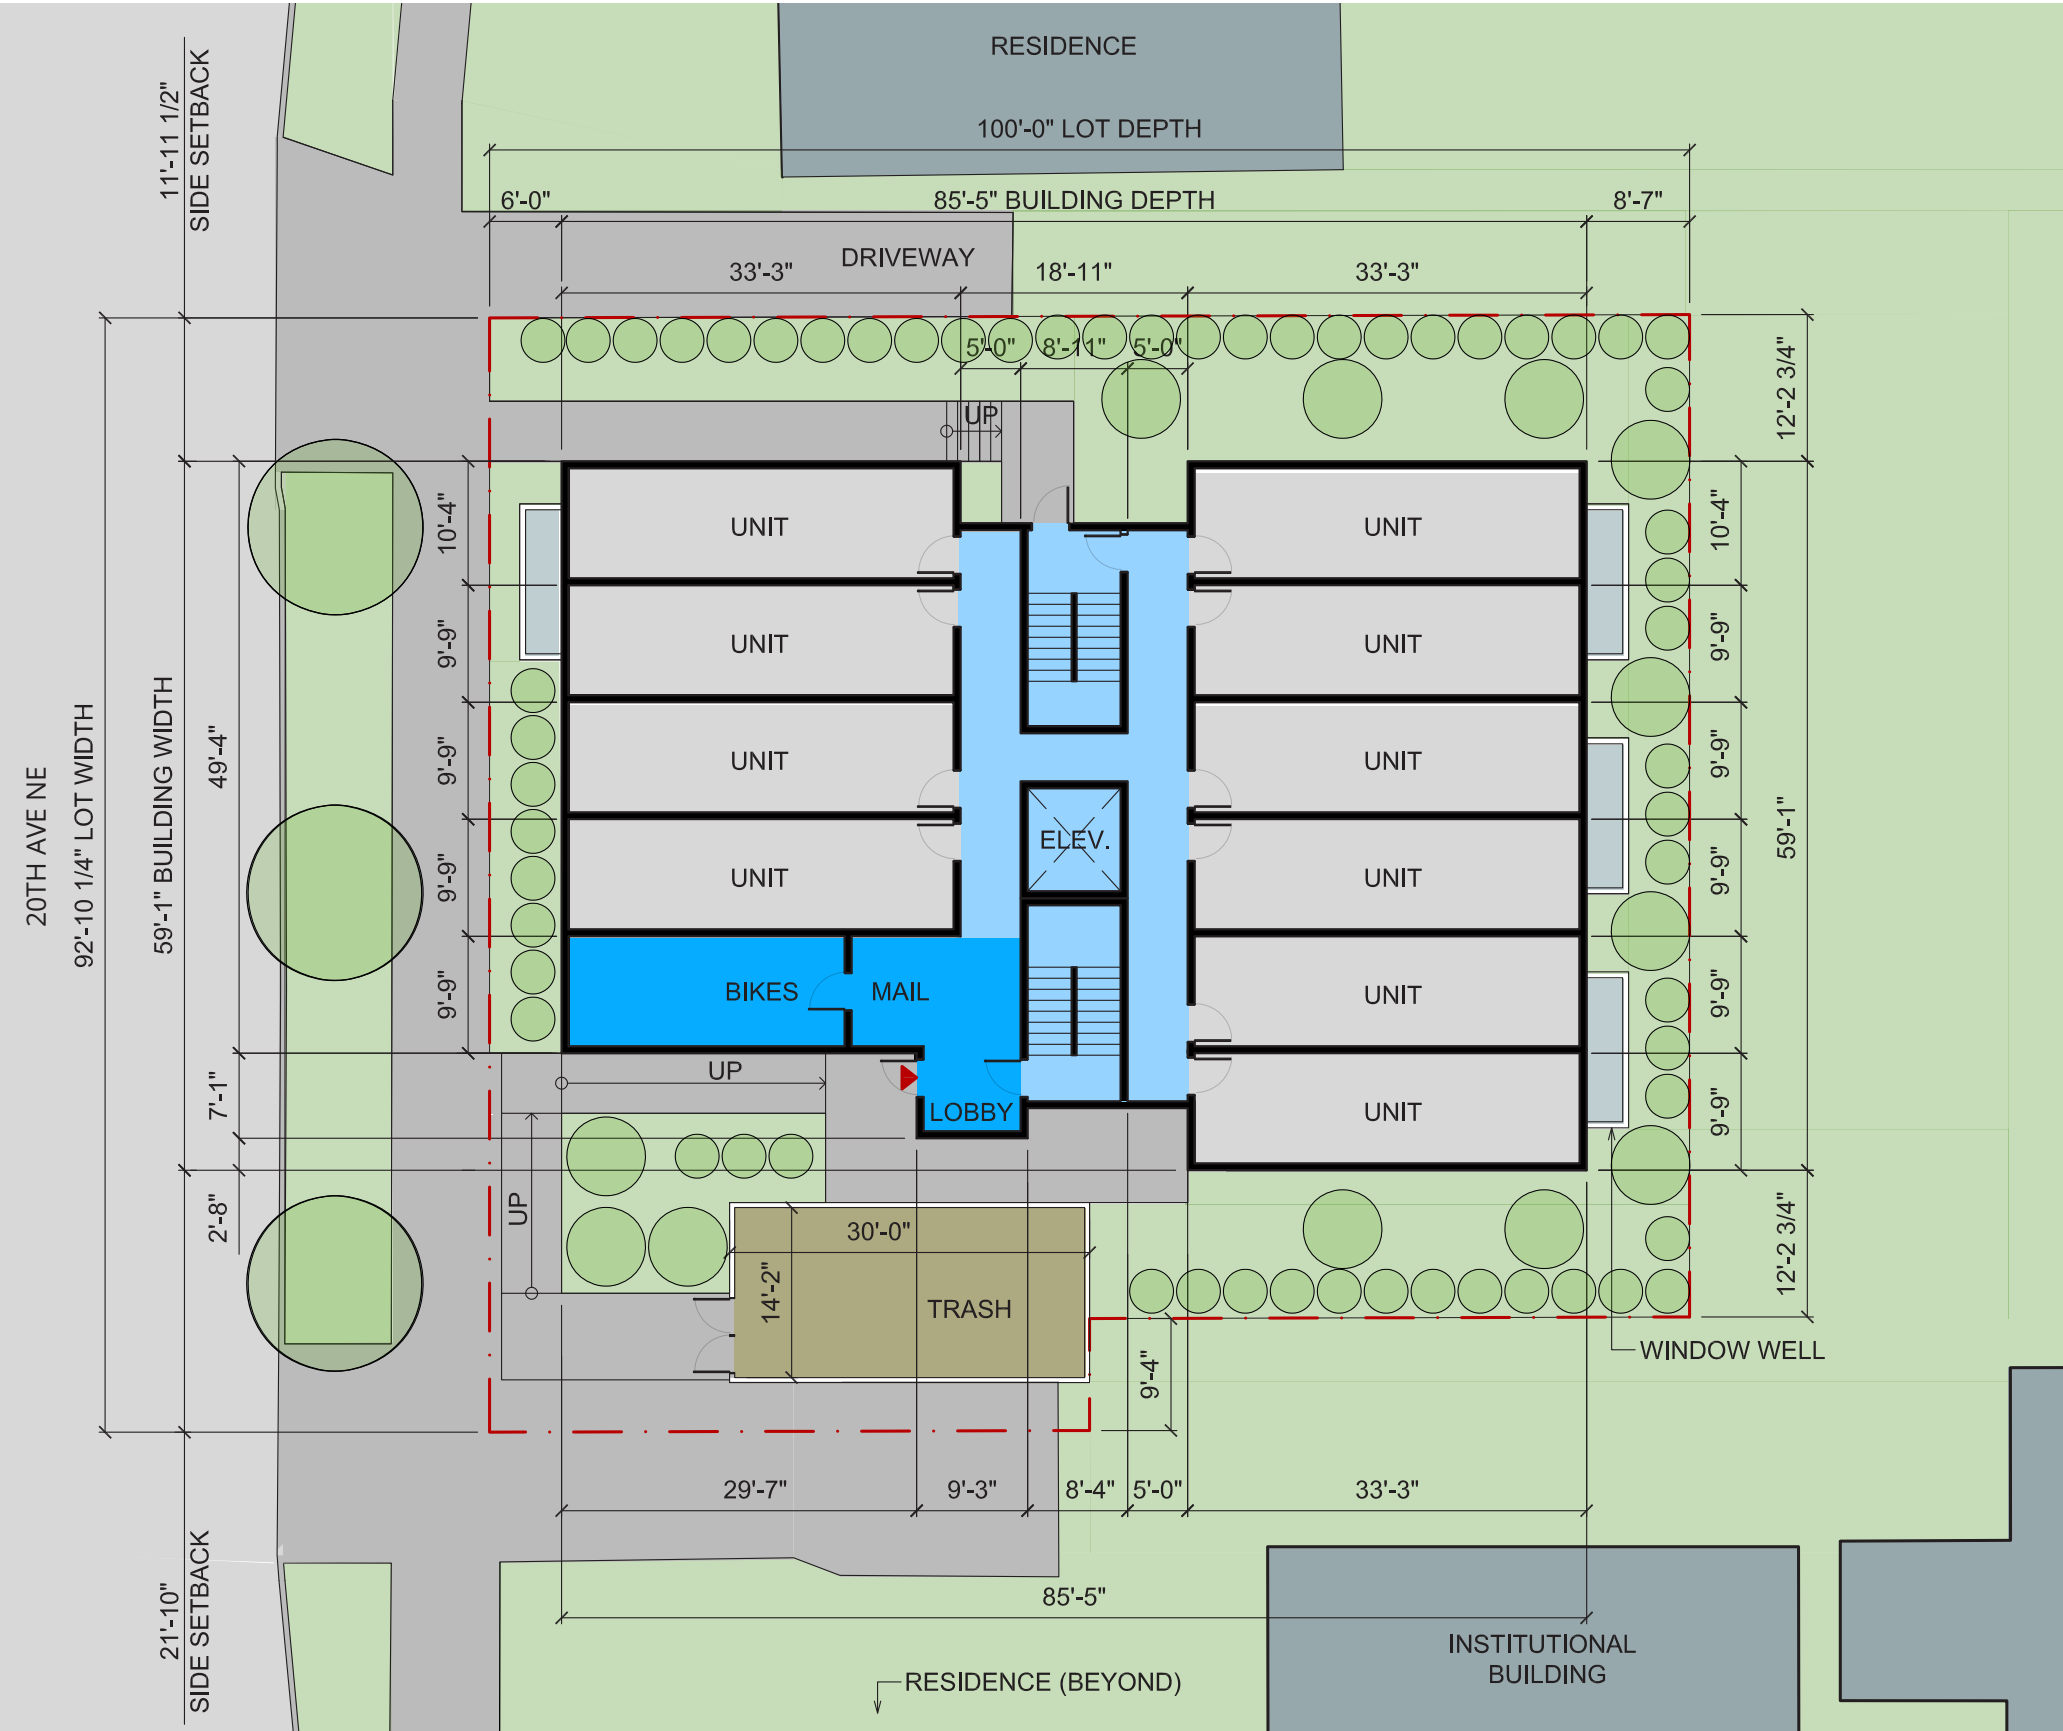 RESIDENCE
100'-0" LOT DEPTH
11'-11 1/2"
SIDE SETBACK
6'-0"
85'-5" BUILDING DEPTH
8'-7"
DRIVEWAY
33'-3"
18'-11"
33'-3"
5'-0"
8'-11"
5'-0"
12'-2 3/4"
UP
10'-4"
UNIT
UNIT
10'-4"
9'-9"
UNIT
UNIT
9'-9"
20TH AVE NE
92'-10 1/4" LOT WIDTH
59'-1" BUILDING WIDTH
49'-4"
9'-9"
UNIT
UNIT
9'-9"
59'-1"
ELEV.
9'-9"
UNIT
UNIT
9'-9"
9'-9"
BIKES
MAIL
UNIT
9'-9"
7'-1"
UP
LOBBY
UNIT
9'-9"
2'-8"
UP
30'-0"
14'-2"
TRASH
12'-2 3/4"
WINDOW WELL
9'-4"
29'-7"
9'-3"
8'-4"
5'-0"
33'-3"
21'-10"
SIDE SETBACK
85'-5"
INSTITUTIONAL
BUILDING
RESIDENCE (BEYOND)